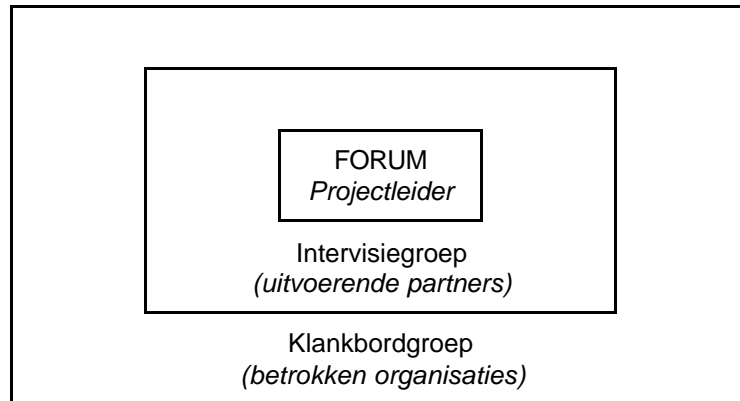 FORUM
Projectleider
Intervisiegroep
(uitvoerende partners)
Klankbordgroep
(betrokken organisaties)